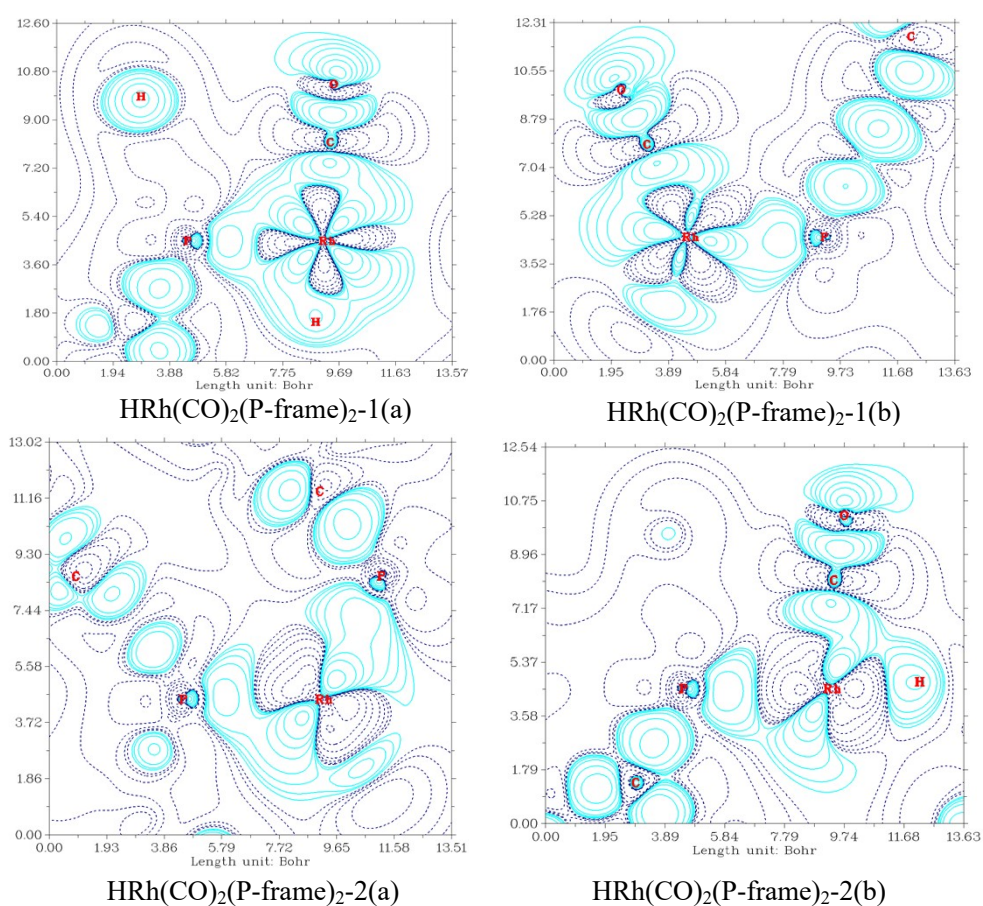 12.60
10.80
9.00
7.20
5.40
3.60
1.80
0.00
0.00 1.94 3.88 5.82 7.75 9.69 11.63 13.57
Length unit: Bohr
H
O
C
P
Rh
H
HRh(CO)₂(P-frame)₂-1(a)
12.31
10.55
8.79
7.04
5.28
3.52
1.76
0.00
0.00 1.95 3.89 5.84 7.79 9.73 11.68 13.63
Length unit: Bohr
C
O
C
Rh
P
HRh(CO)₂(P-frame)₂-1(b)
13.02
11.16
9.30
7.44
5.58
3.72
1.86
0.00
0.00 1.93 3.86 5.79 7.72 9.65 11.58 13.51
Length unit: Bohr
C
C
P
P
Rh
HRh(CO)₂(P-frame)₂-2(a)
12.54
10.75
8.96
7.17
5.37
3.58
1.79
0.00
0.00 1.95 3.89 5.84 7.79 9.74 11.68 13.63
Length unit: Bohr
O
C
P
Rh
H
C
HRh(CO)₂(P-frame)₂-2(b)